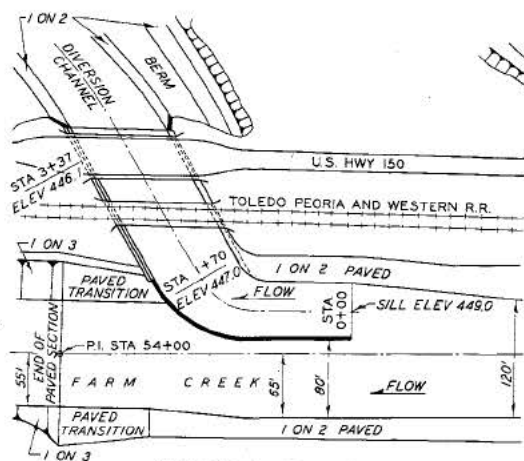 1 ON 2
DIVERSION
CHANNEL
BERM
STA 3+37
ELEV 446.1
U.S. HWY 150
TOLEDO PEORIA AND WESTERN R.R.
1 ON 3
PAVED
TRANSITION
STA 1+70
ELEV 447.0
1 ON 2 PAVED
FLOW
STA
0+00
SILL ELEV 449.0
END OF
PAVED SECTION
P.I. STA 54+00
55'
FARM CREEK
65'
80'
120'
FLOW
PAVED
TRANSITION
1 ON 2 PAVED
1 ON 3